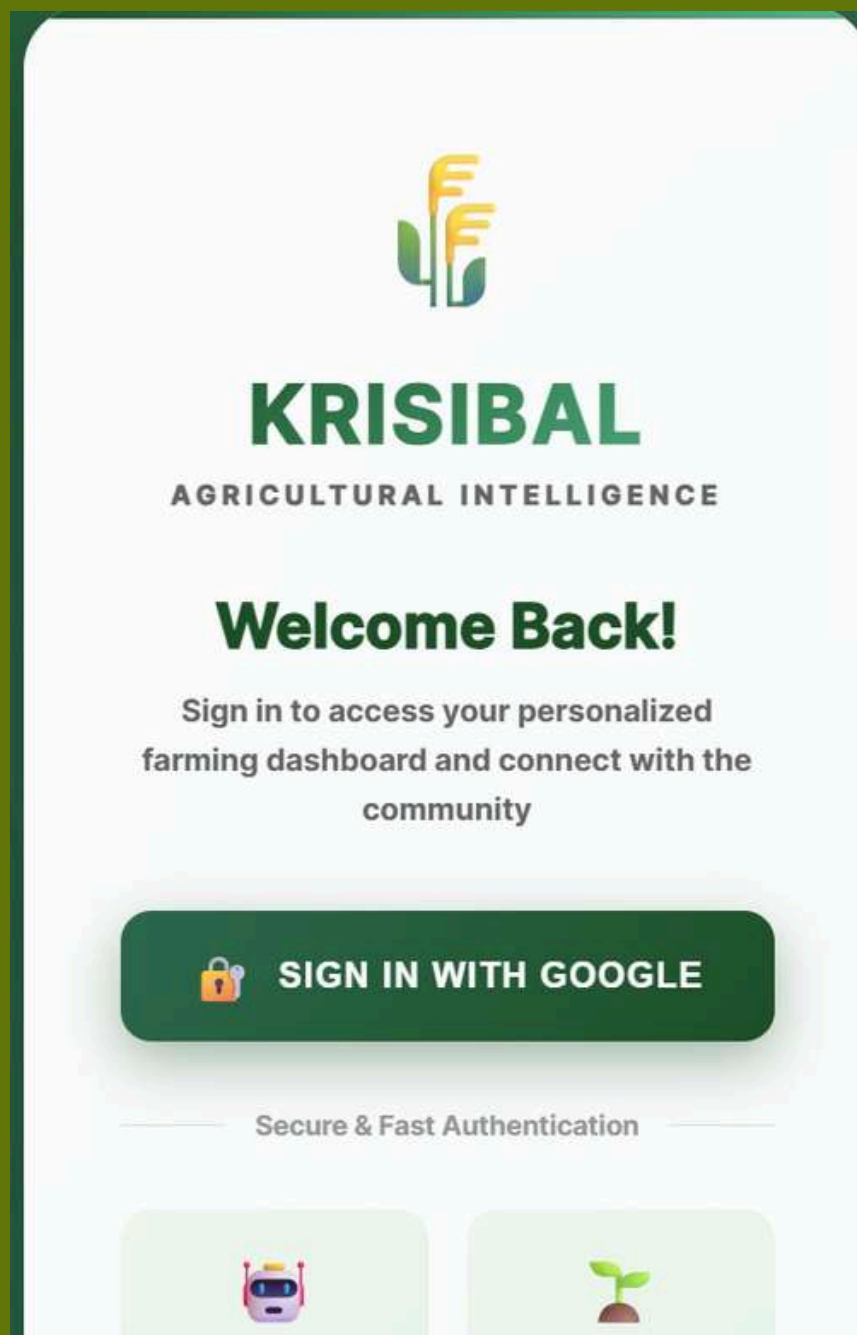 KRISIBAL
AGRICULTURAL INTELLIGENCE
Welcome Back!
Sign in to access your personalized
farming dashboard and connect with the
community
SIGN IN WITH GOOGLE
Secure & Fast Authentication